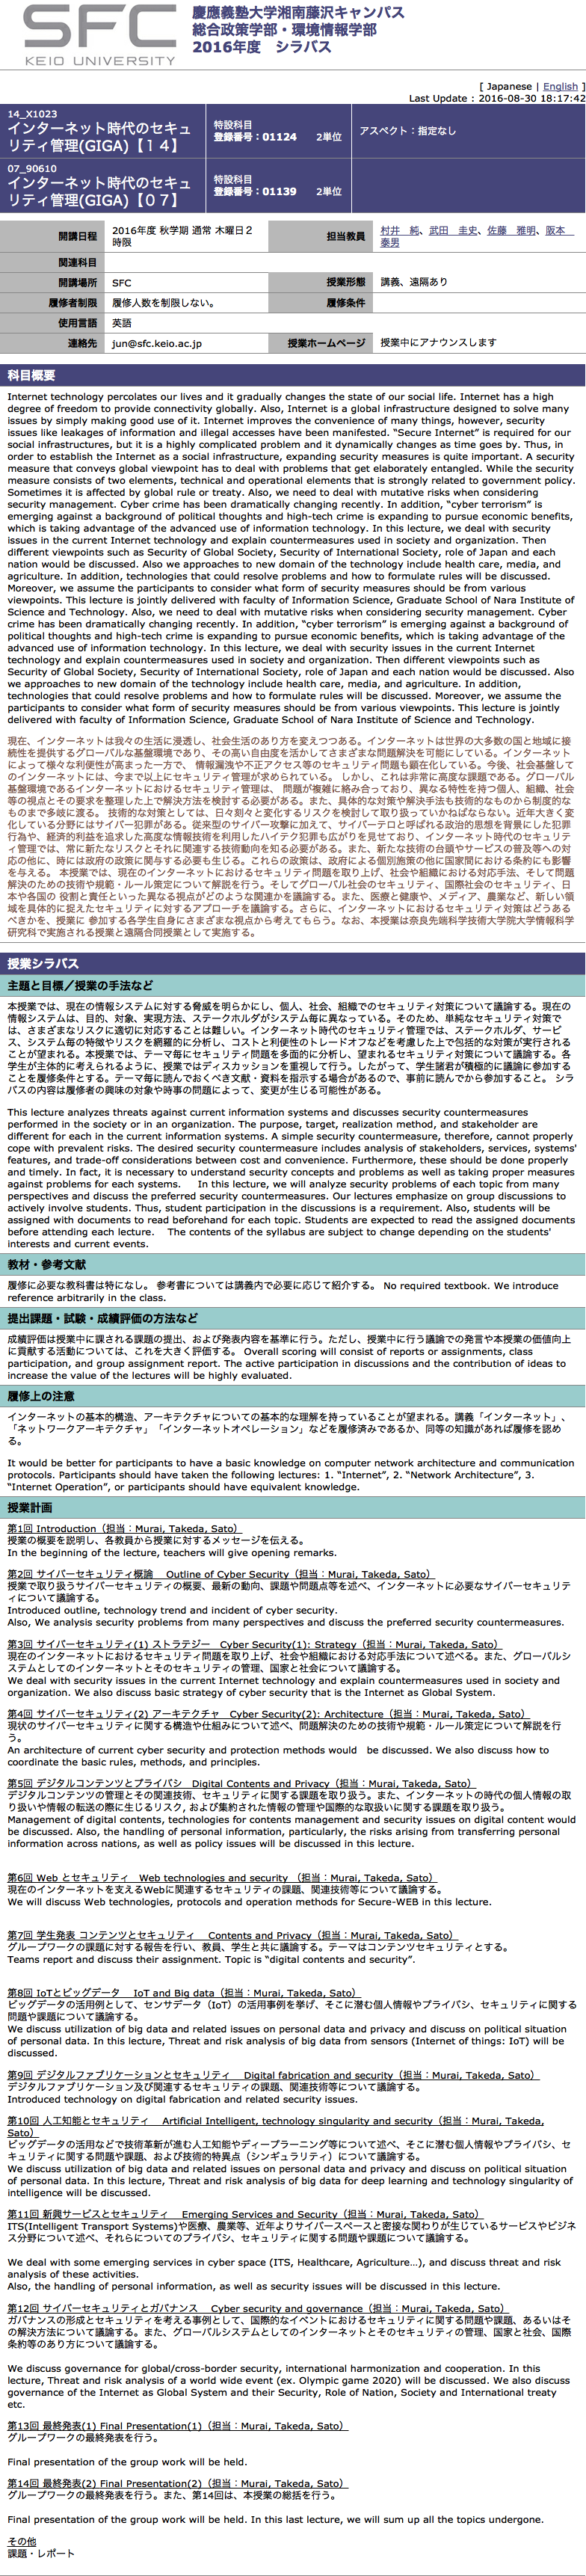 SFC
KEIO UNIVERSITY
慶應義塾大学湘南藤沢キャンパス
総合政策学部・環境情報学部
2016年度　シラバス
[ Japanese | English ]
Last Update : 2016-08-30 18:17:42
14_X1023
インターネット時代のセキュ
リティ管理(GIGA)【１４】
特設科目
登録番号：01124　　2単位
アスペクト：指定なし
07_90610
インターネット時代のセキュ
リティ管理(GIGA)【０７】
特設科目
登録番号：01139　　2単位
開講日程
2016年度 秋学期 通常 木曜日２
時限
担当教員
村井　純、武田　圭史、佐藤　雅明、阪本　
泰男
関連科目
開講場所
SFC
授業形態
講義、遠隔あり
履修者制限
履修人数を制限しない。
履修条件
使用言語
英語
連絡先
jun@sfc.keio.ac.jp
授業ホームページ
授業中にアナウンスします
科目概要
Internet technology percolates our lives and it gradually changes the state of our social life. Internet has a high
degree of freedom to provide connectivity globally. Also, Internet is a global infrastructure designed to solve many
issues by simply making good use of it. Internet improves the convenience of many things, however, security
issues like leakages of information and illegal accesses have been manifested. “Secure Internet” is required for our
social infrastructures, but it is a highly complicated problem and it dynamically changes as time goes by. Thus, in
order to establish the Internet as a social infrastructure, expanding security measures is quite important. A security
measure that conveys global viewpoint has to deal with problems that get elaborately entangled. While the security
measure consists of two elements, technical and operational elements that is strongly related to government policy.
Sometimes it is affected by global rule or treaty. Also, we need to deal with mutative risks when considering
security management. Cyber crime has been dramatically changing recently. In addition, “cyber terrorism” is
emerging against a background of political thoughts and high-tech crime is expanding to pursue economic benefits,
which is taking advantage of the advanced use of information technology. In this lecture, we deal with security
issues in the current Internet technology and explain countermeasures used in society and organization. Then
different viewpoints such as Security of Global Society, Security of International Society, role of Japan and each
nation would be discussed. Also we approaches to new domain of the technology include health care, media, and
agriculture. In addition, technologies that could resolve problems and how to formulate rules will be discussed.
Moreover, we assume the participants to consider what form of security measures should be from various
viewpoints. This lecture is jointly delivered with faculty of Information Science, Graduate School of Nara Institute of
Science and Technology. Also, we need to deal with mutative risks when considering security management. Cyber
crime has been dramatically changing recently. In addition, “cyber terrorism” is emerging against a background of
political thoughts and high-tech crime is expanding to pursue economic benefits, which is taking advantage of the
advanced use of information technology. In this lecture, we deal with security issues in the current Internet
technology and explain countermeasures used in society and organization. Then different viewpoints such as
Security of Global Society, Security of International Society, role of Japan and each nation would be discussed. Also
we approaches to new domain of the technology include health care, media, and agriculture. In addition,
technologies that could resolve problems and how to formulate rules will be discussed. Moreover, we assume the
participants to consider what form of security measures should be from various viewpoints. This lecture is jointly
delivered with faculty of Information Science, Graduate School of Nara Institute of Science and Technology.
現在、インターネットは我々の生活に浸透し、社会生活のあり方を変えつつある。インターネットは世界の大多数の国と地域に接
続性を提供するグローバルな基盤環境であり、その高い自由度を活かしてさまざまな問題解決を可能にしている。インターネット
によって様々な利便性が高まった一方で、 情報漏洩や不正アクセス等のセキュリティ問題も顕在化している。今後、社会基盤して
のインターネットには、今まで以上にセキュリティ管理が求められている。 しかし、これは非常に高度な課題である。グローバル
基盤環境であるインターネットにおけるセキュリティ管理は、 問題が複雑に絡み合っており、異なる特性を持つ個人、組織、社会
等の視点とその要求を整理した上で解決方法を検討する必要がある。また、具体的な対策や解決手法も技術的なものから制度的な
ものまで多岐に渡る。 技術的な対策としては、日々刻々と変化するリスクを検討して取り扱っていかねばならない。近年大きく変
化している分野にはサイバー犯罪がある。従来型のサイバー攻撃に加えて、サイバーテロと呼ばれる政治的思想を背景にした犯罪
行為や、経済的利益を追求した高度な情報技術を利用したハイテク犯罪も広がりを見せており、インターネット時代のセキュリテ
ィ管理では、常に新たなリスクとそれに関連する技術動向を知る必要がある。また、新たな技術の台頭やサービスの普及等への対
応の他に、時には政府の政策に関与する必要も生じる。これらの政策は、政府による個別施策の他に国家間における条約にも影響
を与える。 本授業では、現在のインターネットにおけるセキュリティ問題を取り上げ、社会や組織における対応手法、そして問題
解決のための技術や規範・ルール策定について解説を行う。そしてグローバル社会のセキュリティ、国際社会のセキュリティ、日
本や各国の 役割と責任といった異なる視点がどのような関連かを議論する。また、医療と健康や、メディア、農業など、新しい領
域を具体的に捉えたセキュリティに対するアプローチを議論する。さらに、インターネットにおけるセキュリティ対策はどうある
べきかを、授業に 参加する各学生自身にさまざまな視点から考えてもらう。なお、本授業は奈良先端科学技術大学院大学情報科学
研究科で実施される授業と遠隔合同授業として実施する。
授業シラバス
主題と目標／授業の手法など
本授業では、現在の情報システムに対する脅威を明らかにし、個人、社会、組織でのセキュリティ対策について議論する。現在の
情報システムは、目的、対象、実現方法、ステークホルダがシステム毎に異なっている。そのため、単純なセキュリティ対策で
は、さまざまなリスクに適切に対応することは難しい。インターネット時代のセキュリティ管理では、ステークホルダ、サービ
ス、システム毎の特徴やリスクを網羅的に分析し、コストと利便性のトレードオフなどを考慮した上で包括的な対策が実行される
ことが望まれる。本授業では、テーマ毎にセキュリティ問題を多面的に分析し、望まれるセキュリティ対策について議論する。各
学生が主体的に考えられるように、授業ではディスカッションを重視して行う。したがって、学生諸君が積極的に議論に参加する
ことを履修条件とする。テーマ毎に読んでおくべき文献・資料を指示する場合があるので、事前に読んでから参加すること。 シラ
バスの内容は履修者の興味の対象や時事の問題によって、変更が生じる可能性がある。
This lecture analyzes threats against current information systems and discusses security countermeasures
performed in the society or in an organization. The purpose, target, realization method, and stakeholder are
different for each in the current information systems. A simple security countermeasure, therefore, cannot properly
cope with prevalent risks. The desired security countermeasure includes analysis of stakeholders, services, systems'
features, and trade-off considerations between cost and convenience. Furthermore, these should be done properly
and timely. In fact, it is necessary to understand security concepts and problems as well as taking proper measures
against problems for each systems.　 In this lecture, we will analyze security problems of each topic from many
perspectives and discuss the preferred security countermeasures. Our lectures emphasize on group discussions to
actively involve students. Thus, student participation in the discussions is a requirement. Also, students will be
assigned with documents to read beforehand for each topic. Students are expected to read the assigned documents
before attending each lecture.　The contents of the syllabus are subject to change depending on the students'
interests and current events.
教材・参考文献
履修に必要な教科書は特になし。 参考書については講義内で必要に応じて紹介する。 No required textbook. We introduce
reference arbitrarily in the class.
提出課題・試験・成績評価の方法など
成績評価は授業中に課される課題の提出、および発表内容を基準に行う。ただし、授業中に行う議論での発言や本授業の価値向上
に貢献する活動については、これを大きく評価する。 Overall scoring will consist of reports or assignments, class
participation, and group assignment report. The active participation in discussions and the contribution of ideas to
increase the value of the lectures will be highly evaluated.
履修上の注意
インターネットの基本的構造、アーキテクチャについての基本的な理解を持っていることが望まれる。講義「インターネット」、
「ネットワークアーキテクチャ」「インターネットオペレーション」などを履修済みであるか、同等の知識があれば履修を認め
る。
It would be better for participants to have a basic knowledge on computer network architecture and communication
protocols. Participants should have taken the following lectures: 1. “Internet”, 2. “Network Architecture”, 3.
“Internet Operation”, or participants should have equivalent knowledge.
授業計画
第1回 Introduction（担当：Murai, Takeda, Sato）
授業の概要を説明し、各教員から授業に対するメッセージを伝える。
In the beginning of the lecture, teachers will give opening remarks.
第2回 サイバーセキュリティ概論　Outline of Cyber Security（担当：Murai, Takeda, Sato）
授業で取り扱うサイバーセキュリティの概要、最新の動向、課題や問題点等を述べ、インターネットに必要なサイバーセキュリテ
ィについて議論する。
Introduced outline, technology trend and incident of cyber security.
Also, We analysis security problems from many perspectives and discuss the preferred security countermeasures.
第3回 サイバーセキュリティ(1) ストラテジー　Cyber Security(1): Strategy（担当：Murai, Takeda, Sato）
現在のインターネットにおけるセキュリティ問題を取り上げ、社会や組織における対応手法について述べる。また、グローバルシ
ステムとしてのインターネットとそのセキュリティの管理、国家と社会について議論する。
We deal with security issues in the current Internet technology and explain countermeasures used in society and
organization. We also discuss basic strategy of cyber security that is the Internet as Global System.
第4回 サイバーセキュリティ(2) アーキテクチャ　Cyber Security(2): Architecture（担当：Murai, Takeda, Sato）
現状のサイバーセキュリティに関する構造や仕組みについて述べ、問題解決のための技術や規範・ルール策定について解説を行
う。
An architecture of current cyber security and protection methods would　be discussed. We also discuss how to
coordinate the basic rules, methods, and principles.
第5回 デジタルコンテンツとプライバシ　Digital Contents and Privacy（担当：Murai, Takeda, Sato）
デジタルコンテンツの管理とその関連技術、セキュリティに関する課題を取り扱う。また、インターネットの時代の個人情報の取
り扱いや情報の転送の際に生じるリスク, および集約された情報の管理や国際的な取扱いに関する課題を取り扱う。
Management of digital contents, technologies for contents management and security issues on digital content would
be discussed. Also, the handling of personal information, particularly, the risks arising from transferring personal
information across nations, as well as policy issues will be discussed in this lecture.
第6回 Web とセキュリティ　Web technologies and security （担当：Murai, Takeda, Sato）
現在のインターネットを支えるWebに関連するセキュリティの課題、関連技術等について議論する。
We will discuss Web technologies, protocols and operation methods for Secure-WEB in this lecture.
第7回 学生発表 コンテンツとセキュリティ　Contents and Privacy（担当：Murai, Takeda, Sato）
グループワークの課題に対する報告を行い、教員、学生と共に議論する。テーマはコンテンツセキュリティとする。
Teams report and discuss their assignment. Topic is “digital contents and security”.
第8回 IoTとビッグデータ　IoT and Big data（担当：Murai, Takeda, Sato）
ビッグデータの活用例として、センサデータ（IoT）の活用事例を挙げ、そこに潜む個人情報やプライバシ、セキュリティに関する
問題や課題について議論する。
We discuss utilization of big data and related issues on personal data and privacy and discuss on political situation
of personal data. In this lecture, Threat and risk analysis of big data from sensors (Internet of things: IoT) will be
discussed.
第9回 デジタルファブリケーションとセキュリティ　Digital fabrication and security（担当：Murai, Takeda, Sato）
デジタルファブリケーション及び関連するセキュリティの課題、関連技術等について議論する。
Introduced technology on digital fabrication and related security issues.
第10回 人工知能とセキュリティ　Artificial Intelligent, technology singularity and security（担当：Murai, Takeda,
Sato）
ビッグデータの活用などで技術革新が進む人工知能やディープラーニング等について述べ、そこに潜む個人情報やプライバシ、セ
キュリティに関する問題や課題、および技術的特異点（シンギュラリティ）について議論する。
We discuss utilization of big data and related issues on personal data and privacy and discuss on political situation
of personal data. In this lecture, Threat and risk analysis of big data for deep learning and technology singularity of
intelligence will be discussed.
第11回 新興サービスとセキュリティ　Emerging Services and Security（担当：Murai, Takeda, Sato）
ITS(Intelligent Transport Systems)や医療、農業等、近年よりサイバースペースと密接な関わりが生じているサービスやビジネ
ス分野について述べ、それらについてのプライバシ、セキュリティに関する問題や課題について議論する。
We deal with some emerging services in cyber space (ITS, Healthcare, Agriculture...), and discuss threat and risk
analysis of these activities.
Also, the handling of personal information, as well as security issues will be discussed in this lecture.
第12回 サイバーセキュリティとガバナンス　Cyber security and governance（担当：Murai, Takeda, Sato）
ガバナンスの形成とセキュリティを考える事例として、国際的なイベントにおけるセキュリティに関する問題や課題、あるいはそ
の解決方法について議論する。また、グローバルシステムとしてのインターネットとそのセキュリティの管理、国家と社会、国際
条約等のあり方について議論する。
We discuss governance for global/cross-border security, international harmonization and cooperation. In this
lecture, Threat and risk analysis of a world wide event (ex. Olympic game 2020) will be discussed. We also discuss
governance of the Internet as Global System and their Security, Role of Nation, Society and International treaty
etc.
第13回 最終発表(1) Final Presentation(1)（担当：Murai, Takeda, Sato）
グループワークの最終発表を行う。
Final presentation of the group work will be held.
第14回 最終発表(2) Final Presentation(2)（担当：Murai, Takeda, Sato）
グループワークの最終発表を行う。また、第14回は、本授業の総括を行う。
Final presentation of the group work will be held. In this last lecture, we will sum up all the topics undergone.
その他
課題・レポート